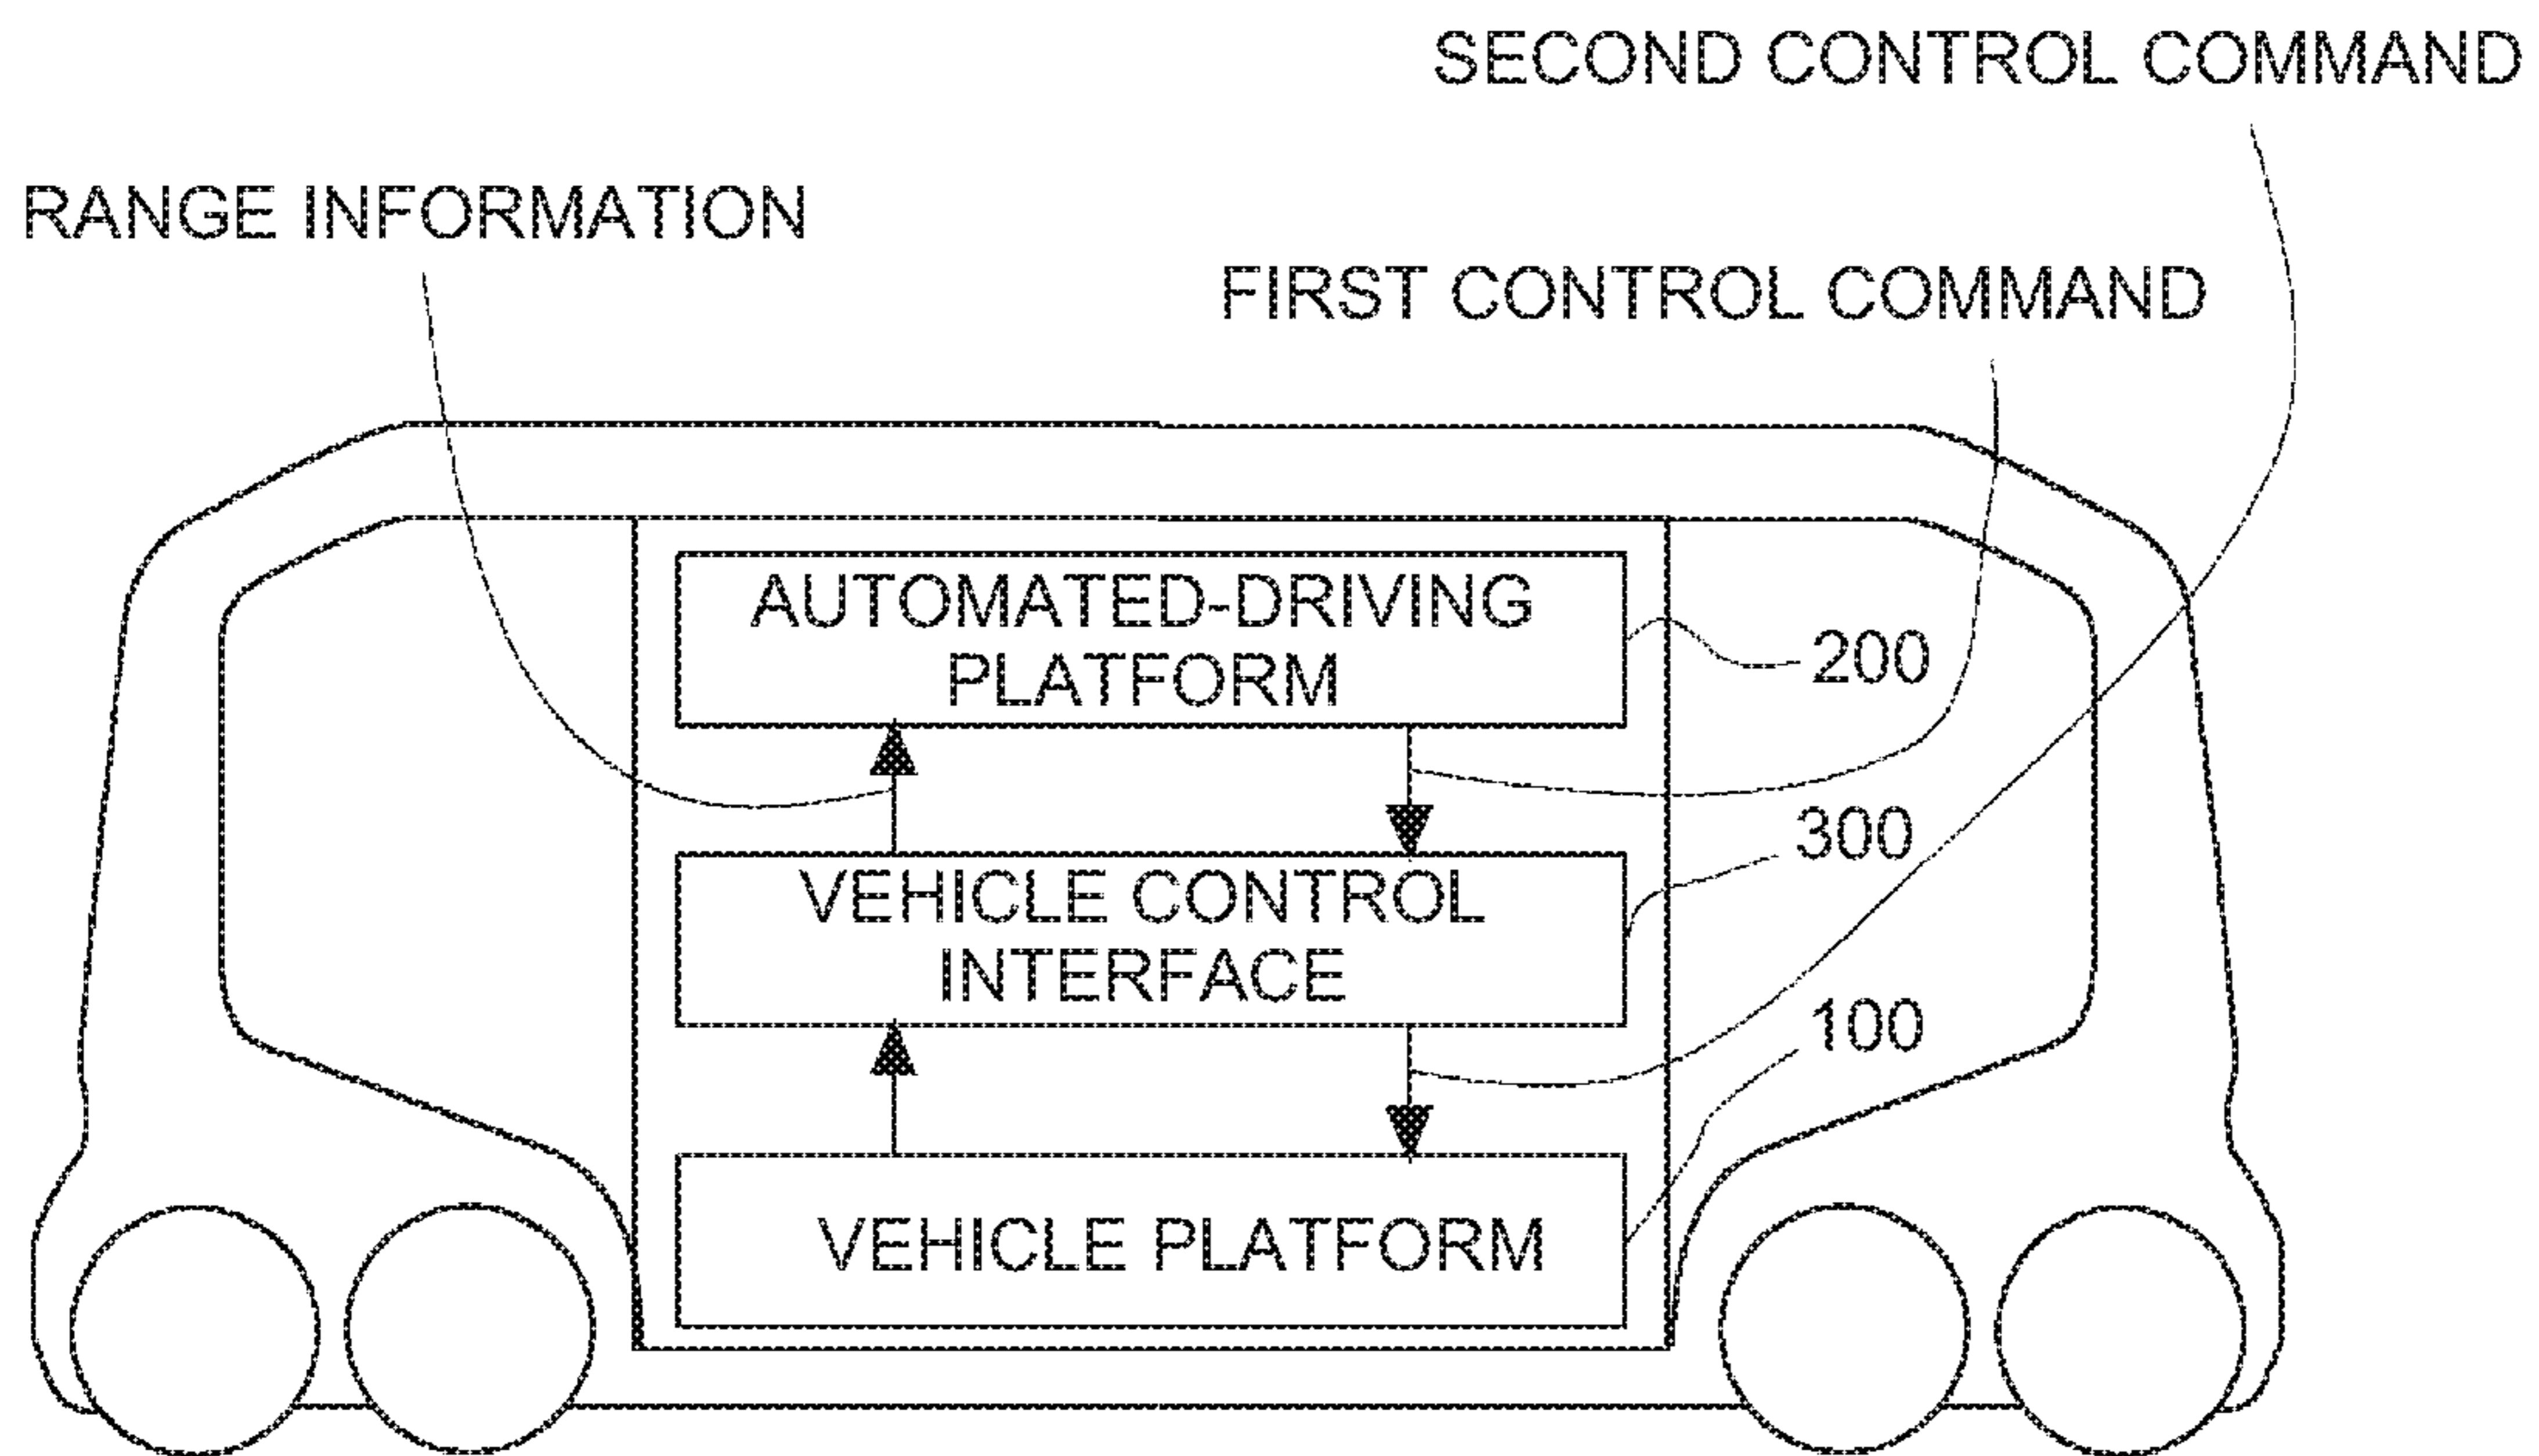 SECOND CONTROL COMMAND
RANGE INFORMATION
FIRST CONTROL COMMAND
AUTOMATED-DRIVING
PLATFORM
200
VEHICLE CONTROL
INTERFACE
300
100
VEHICLE PLATFORM